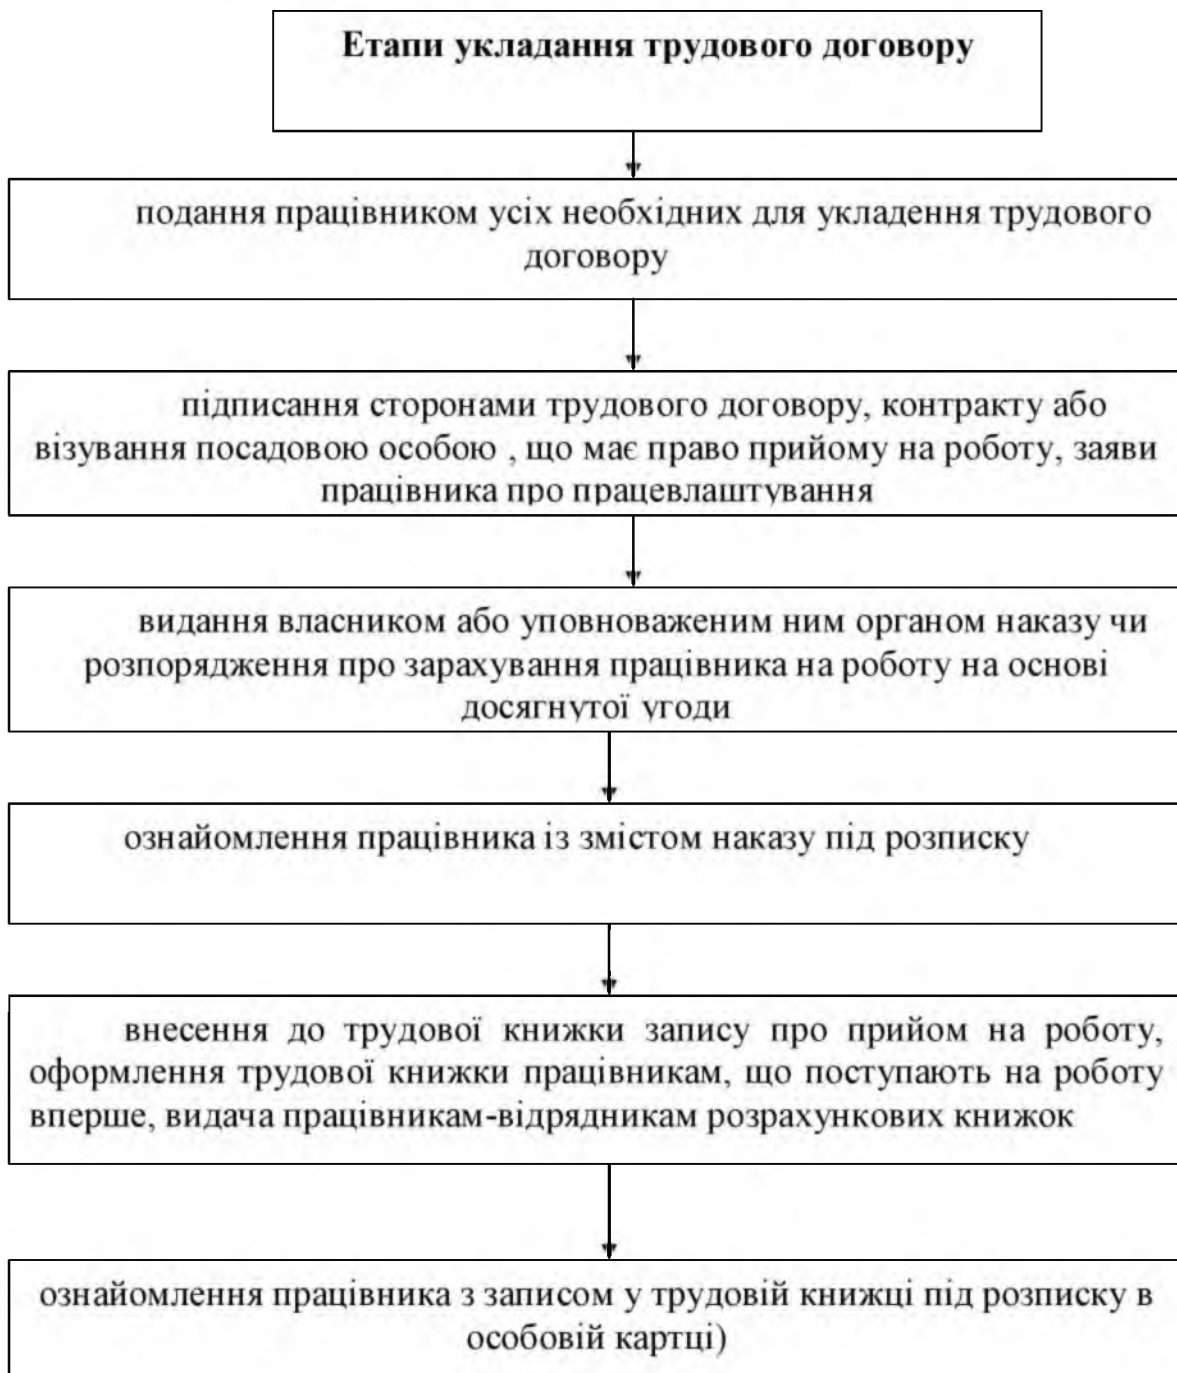 Етапи укладання трудового договору
подання працівником усіх необхідних для укладення трудового
договору
підписання сторонами трудового договору, контракту або
візування посадовою особою , що має право прийому на роботу, заяви
працівника про працевлаштування
видання власником або уповноваженим ним органом наказу чи
розпорядження про зарахування працівника на роботу на основі
досягнутої угоди
ознайомлення працівника із змістом наказу під розписку
внесення до трудової книжки запису про прийом на роботу,
оформлення трудової книжки працівникам, що поступають на роботу
вперше, видача працівникам-відрядникам розрахункових книжок
ознайомлення працівника з записом у трудовій книжці під розписку в
особовій картці)